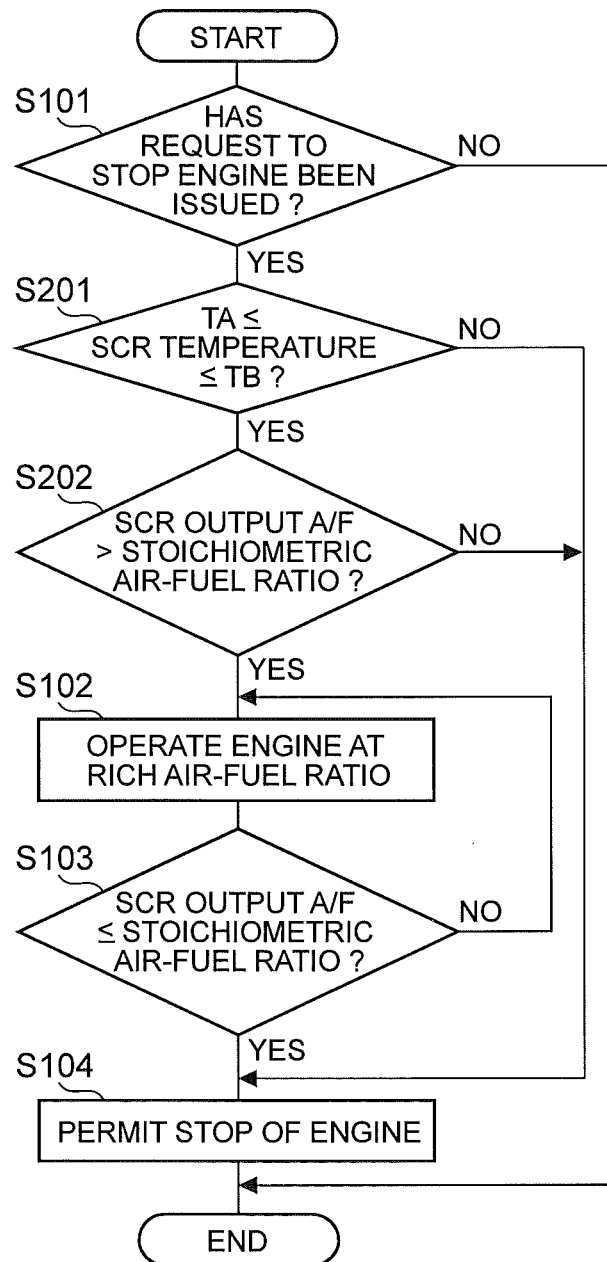 START
S101
HAS
REQUEST TO
STOP ENGINE BEEN
ISSUED ?
NO
YES
S201
TA ≤
SCR TEMPERATURE
≤ TB ?
NO
YES
S202
SCR OUTPUT A/F
> STOICHIOMETRIC
AIR-FUEL RATIO ?
NO
YES
S102
OPERATE ENGINE AT
RICH AIR-FUEL RATIO
S103
SCR OUTPUT A/F
≤ STOICHIOMETRIC
AIR-FUEL RATIO ?
NO
YES
S104
PERMIT STOP OF ENGINE
END